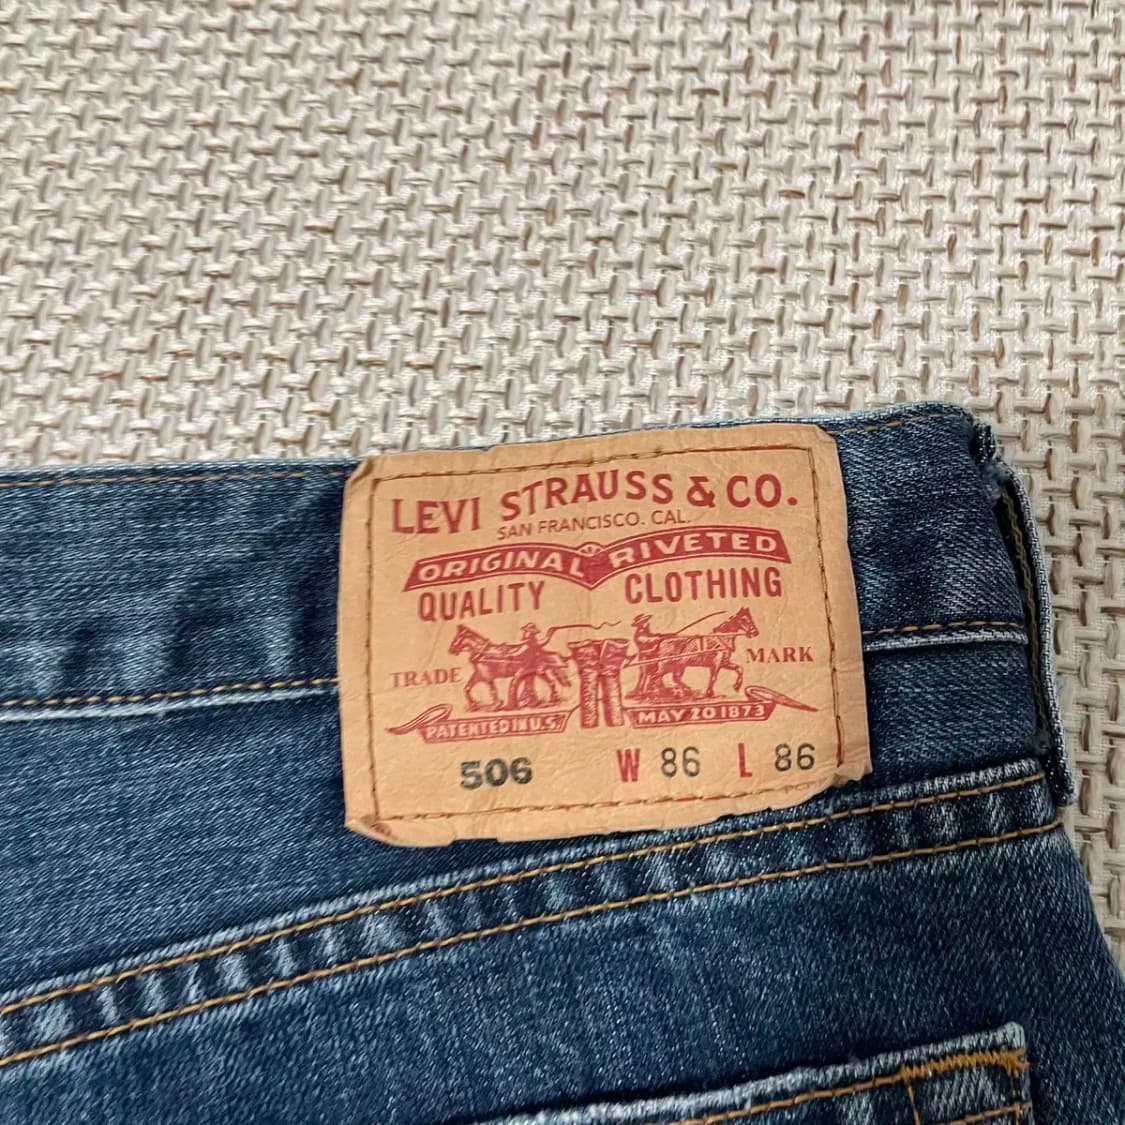 LEVI STRAUSS & CO.
SAN FRANCISCO. CAL.
ORIGINAL RIVETED
QUALITY CLOTHING
TRADE MARK
PATENTED IN U.S. MAY 20 1873
506 W 86 L 86